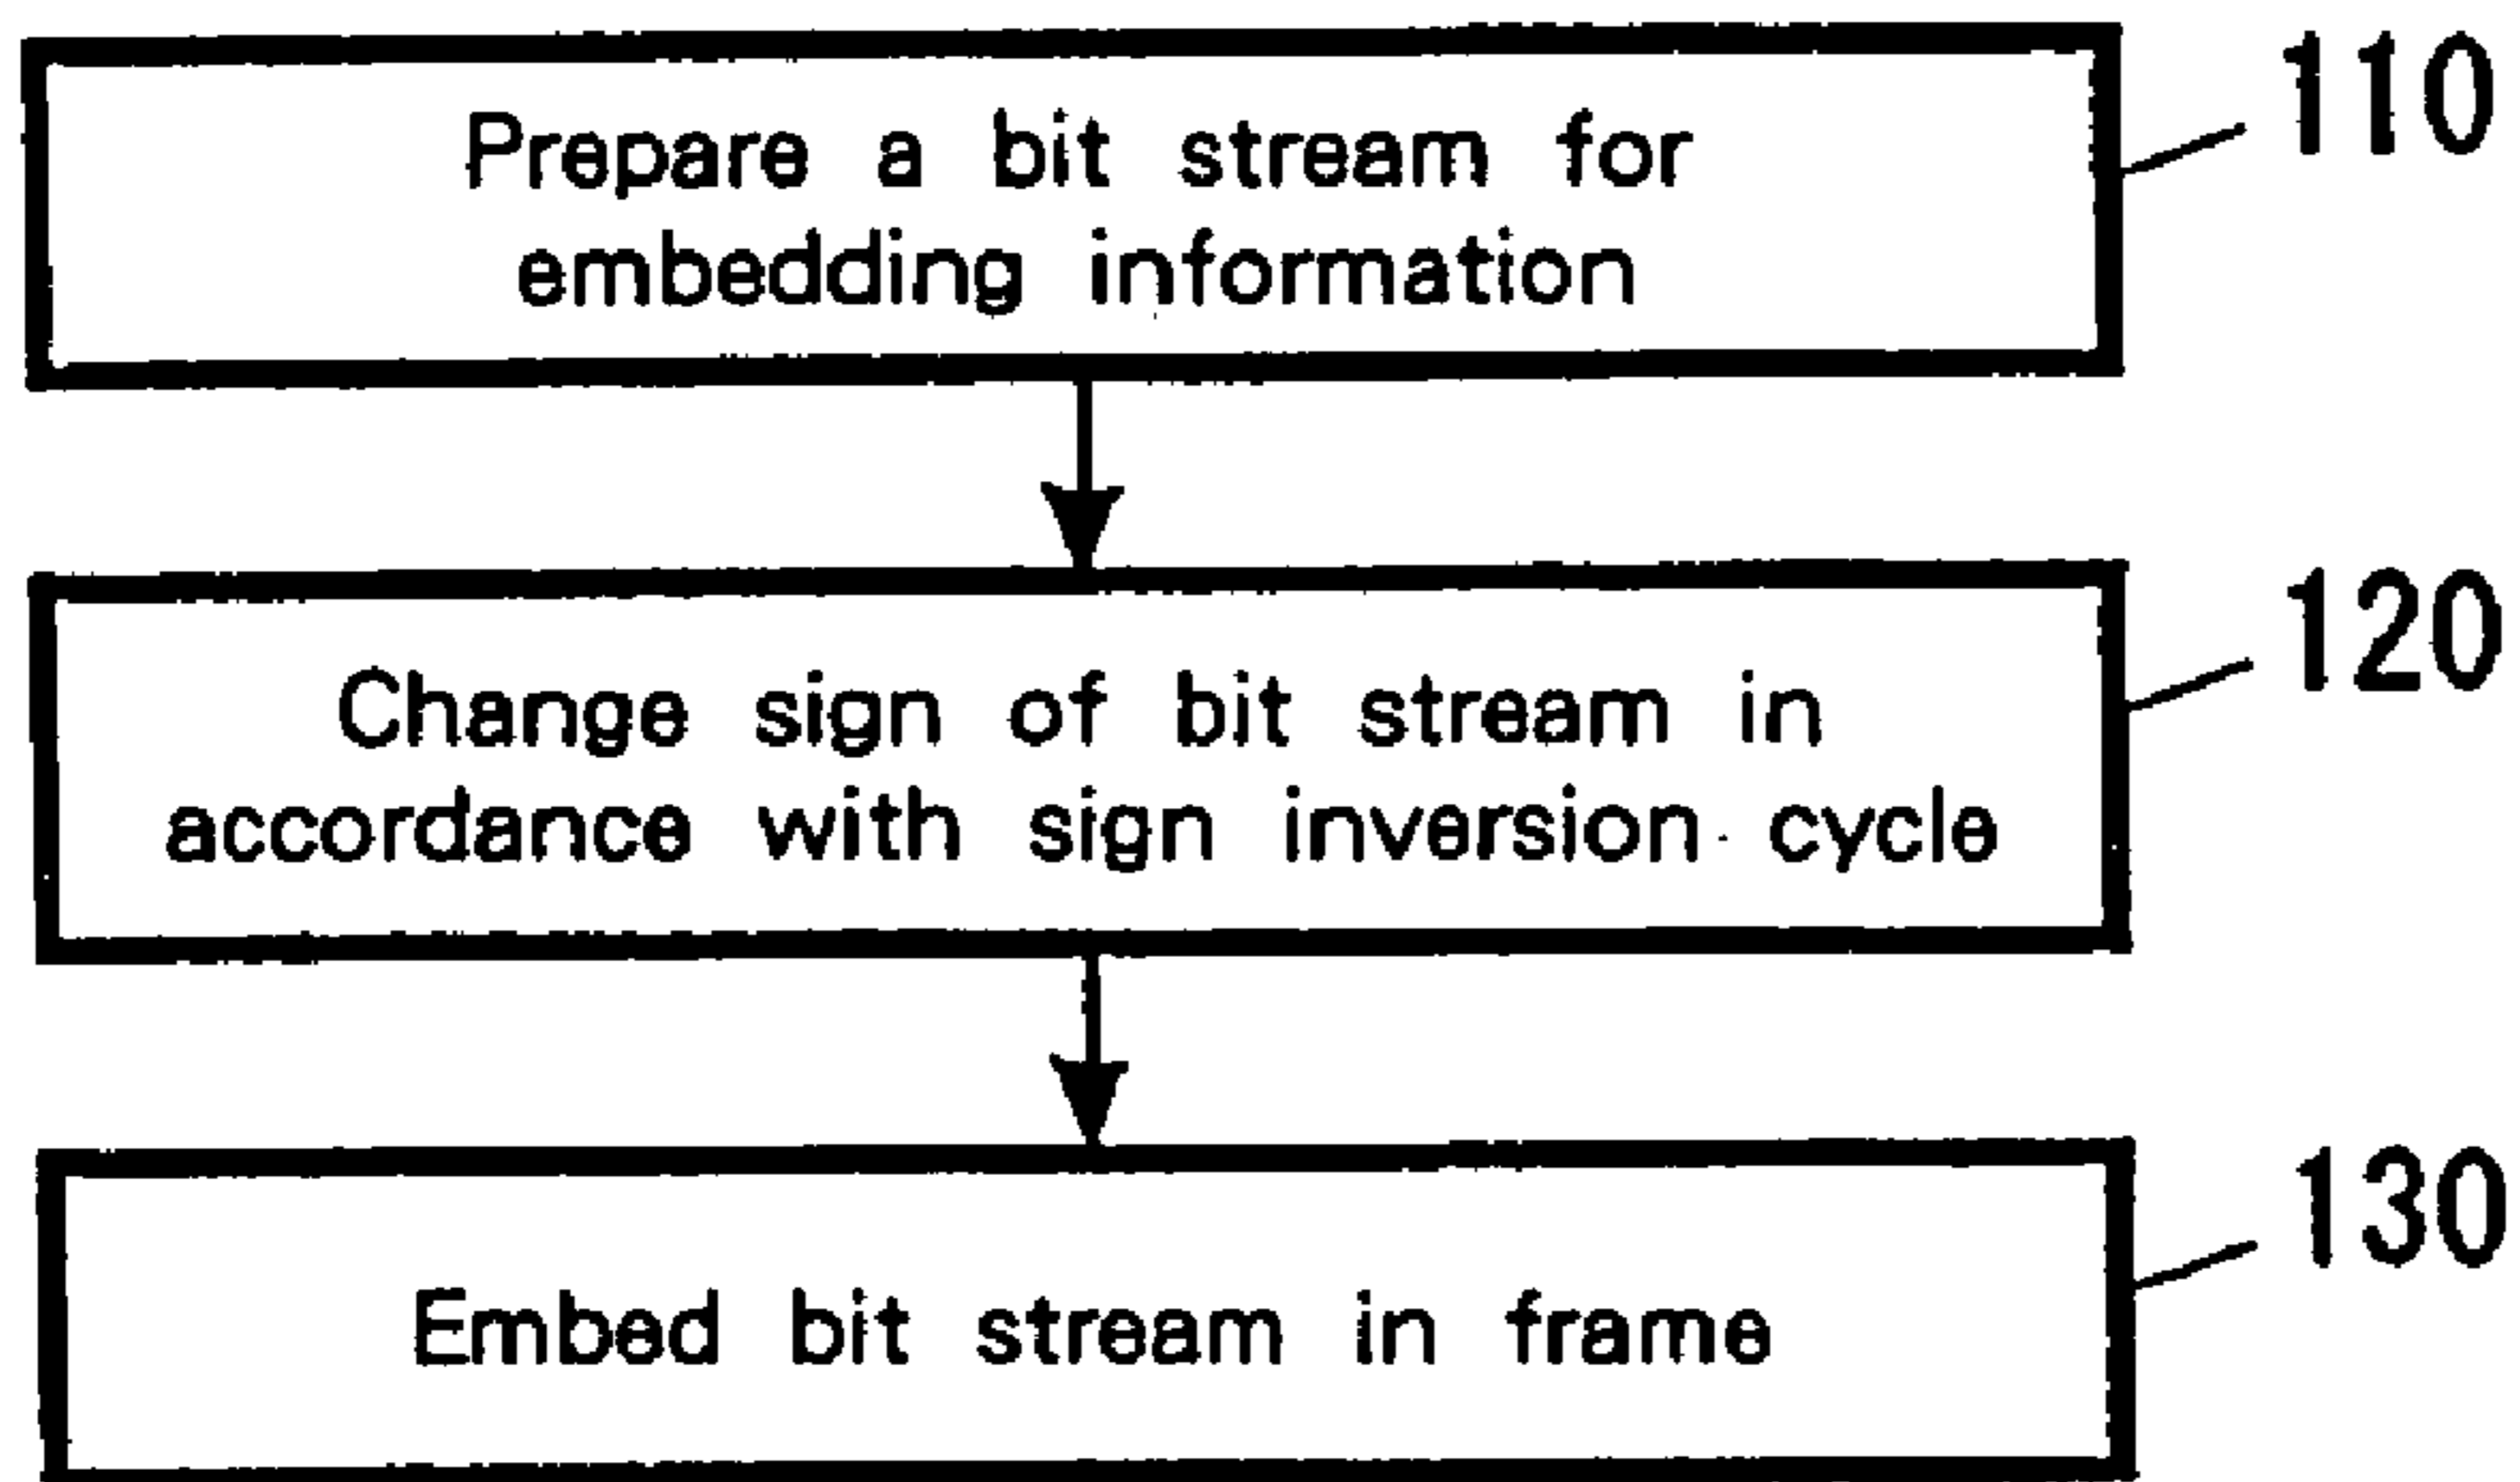 110
Prepare a bit stream for
embedding information
120
Change sign of bit stream in
accordance with sign inversion cycle
130
Embed bit stream in frame